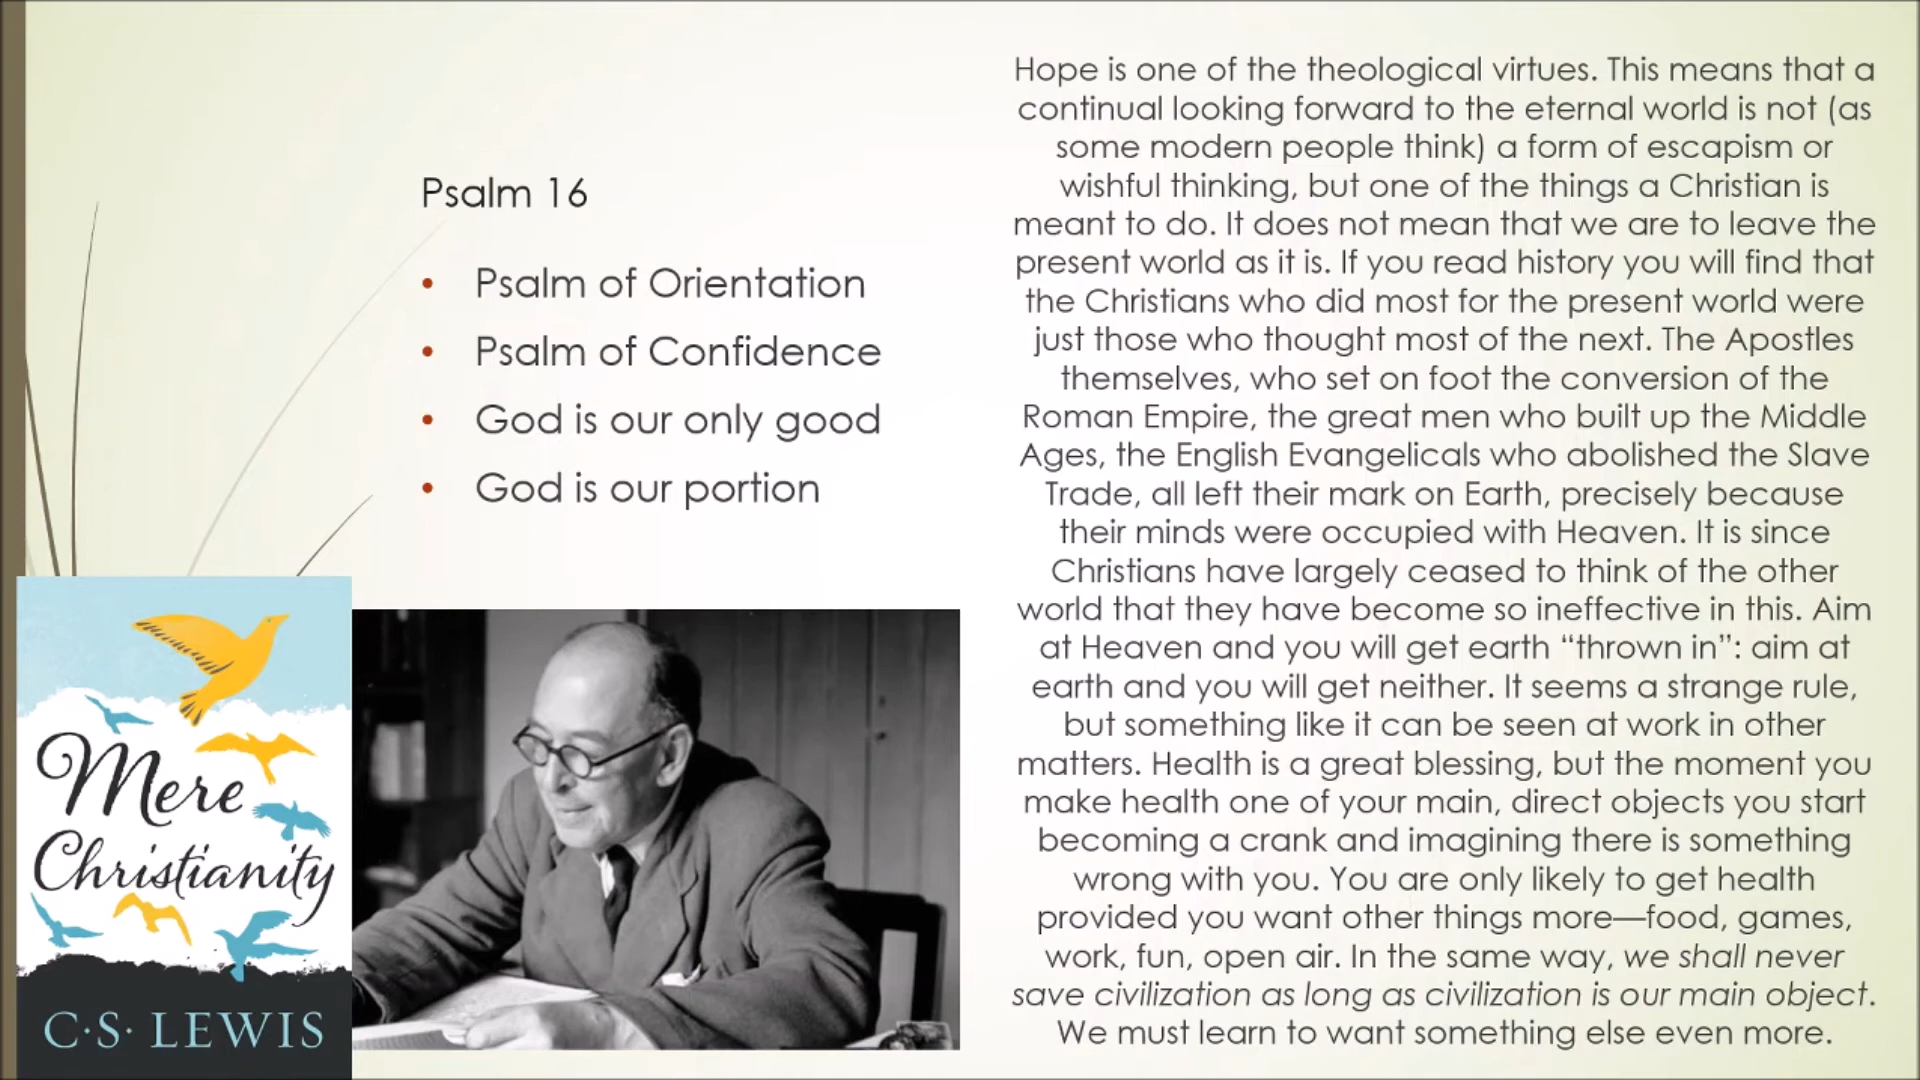 Psalm 16
• Psalm of Orientation
• Psalm of Confidence
• God is our only good
• God is our portion
Mere
Christianity
C·S· LEWIS
Hope is one of the theological virtues. This means that a
continual looking forward to the eternal world is not (as
some modern people think) a form of escapism or
wishful thinking, but one of the things a Christian is
meant to do. It does not mean that we are to leave the
present world as it is. If you read history you will find that
the Christians who did most for the present world were
just those who thought most of the next. The Apostles
themselves, who set on foot the conversion of the
Roman Empire, the great men who built up the Middle
Ages, the English Evangelicals who abolished the Slave
Trade, all left their mark on Earth, precisely because
their minds were occupied with Heaven. It is since
Christians have largely ceased to think of the other
world that they have become so ineffective in this. Aim
at Heaven and you will get earth “thrown in”: aim at
earth and you will get neither. It seems a strange rule,
but something like it can be seen at work in other
matters. Health is a great blessing, but the moment you
make health one of your main, direct objects you start
becoming a crank and imagining there is something
wrong with you. You are only likely to get health
provided you want other things more—food, games,
work, fun, open air. In the same way, we shall never
save civilization as long as civilization is our main object.
We must learn to want something else even more.